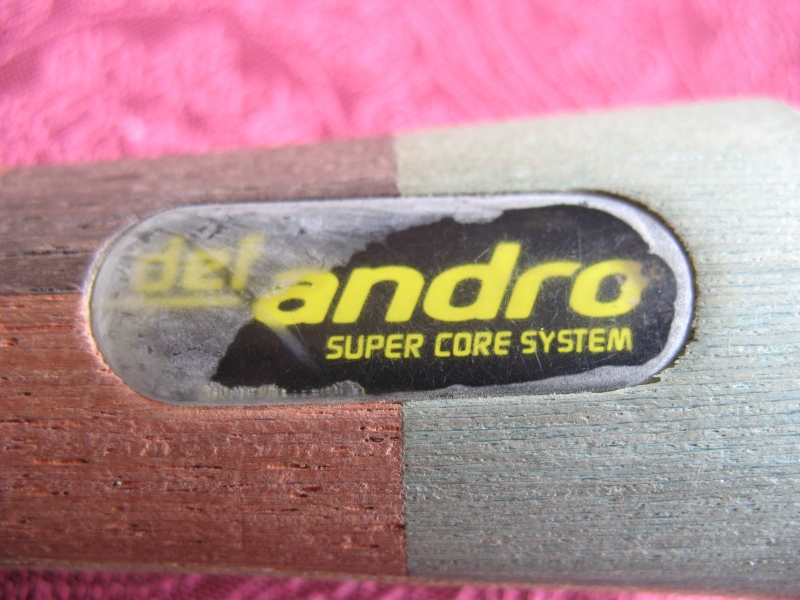 del andro
SUPER CORE SYSTEM